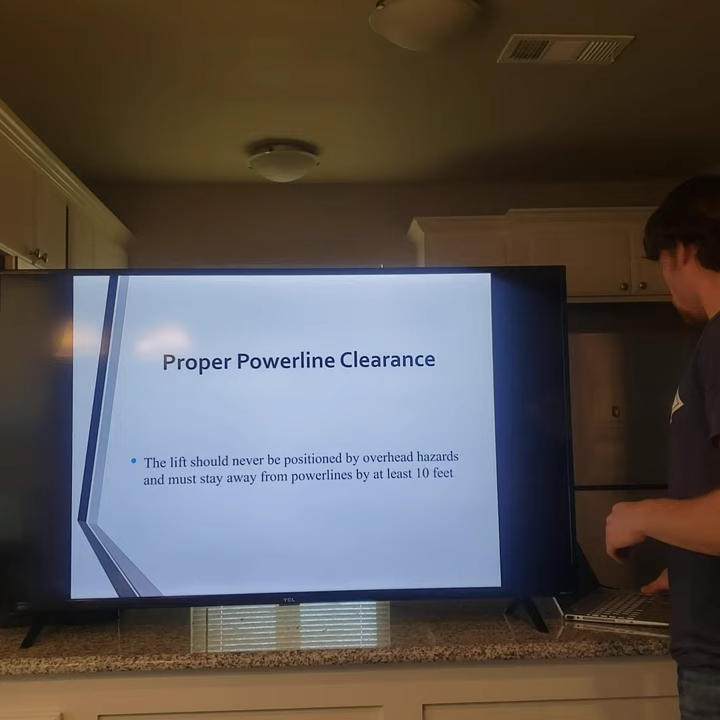 Proper Powerline Clearance
The lift should never be positioned by overhead hazards
and must stay away from powerlines by at least 10 feet
TCL